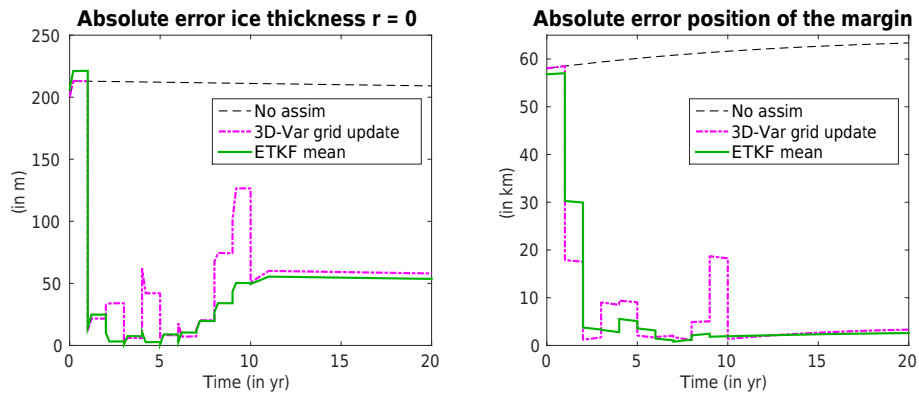 Absolute error ice thickness r = 0
250
200
150
100
50
0
(in m)
No assim
3D-Var grid update
ETKF mean
0 5 10 15 20
Time (in yr)
Absolute error position of the margin
60
50
40
30
20
10
0
(in km)
No assim
3D-Var grid update
ETKF mean
0 5 10 15 20
Time (in yr)